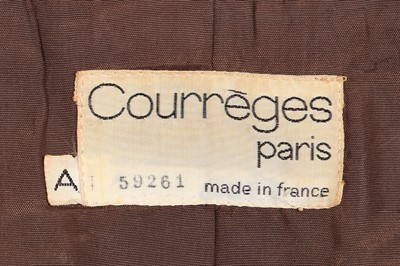 Courrèges
paris
A 59261 made in france